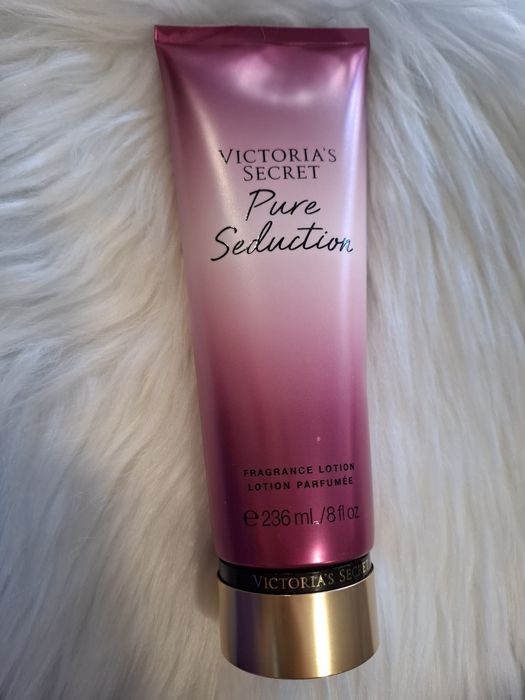 VICTORIA'S
SECRET
Pure
Seduction
FRAGRANCE LOTION
LOTION PARFUMÉE
℮ 236 ml./8 fl oz
VICTORIA'S SECRET